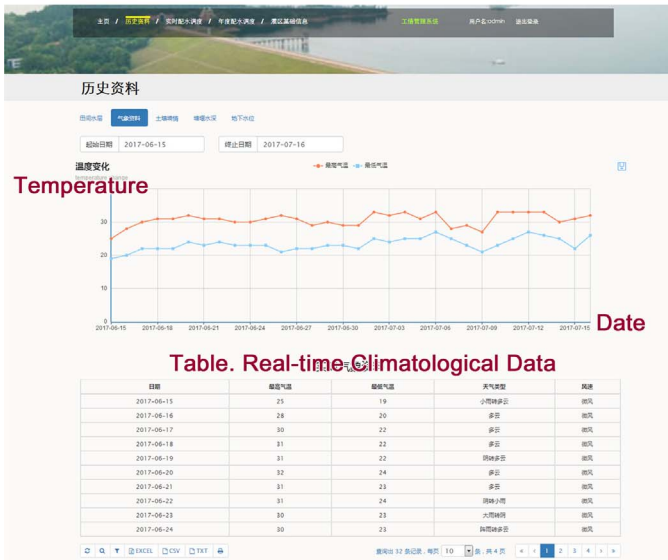 主页 / 历史资料 / 实时配水调度 / 年度配水调度 / 灌区基础信息 工情管理系统 用户名:admin 退出登录
历史资料
田间水层 气象资料 土壤墒情 地下水位
起始日期 2017-06-15 终止日期 2017-07-16
温度变化 最高气温 最低气温
Temperature
30
20
10
0
2017-06-15 2017-06-18 2017-06-21 2017-06-24 2017-06-27 2017-06-30 2017-07-03 2017-07-06 2017-07-09 2017-07-12 2017-07-15 Date
Table. Real-time Climatological Data
日期 最高气温 最低气温 天气类型 风速
2017-06-15 25 19 小雨转多云 微风
2017-06-16 28 20 多云 微风
2017-06-17 30 22 多云 微风
2017-06-18 31 22 多云 微风
2017-06-19 31 22 阴转多云 微风
2017-06-20 32 24 多云 微风
2017-06-21 31 23 多云 微风
2017-06-22 31 24 阴转小雨 微风
2017-06-23 30 23 大雨转阴 微风
2017-06-24 30 23 阵雨转多云 微风
EXCEL CSV TXT 查询出 32 条记录, 每页 10 条, 共 4 页 « ‹ 1 2 3 4 › »